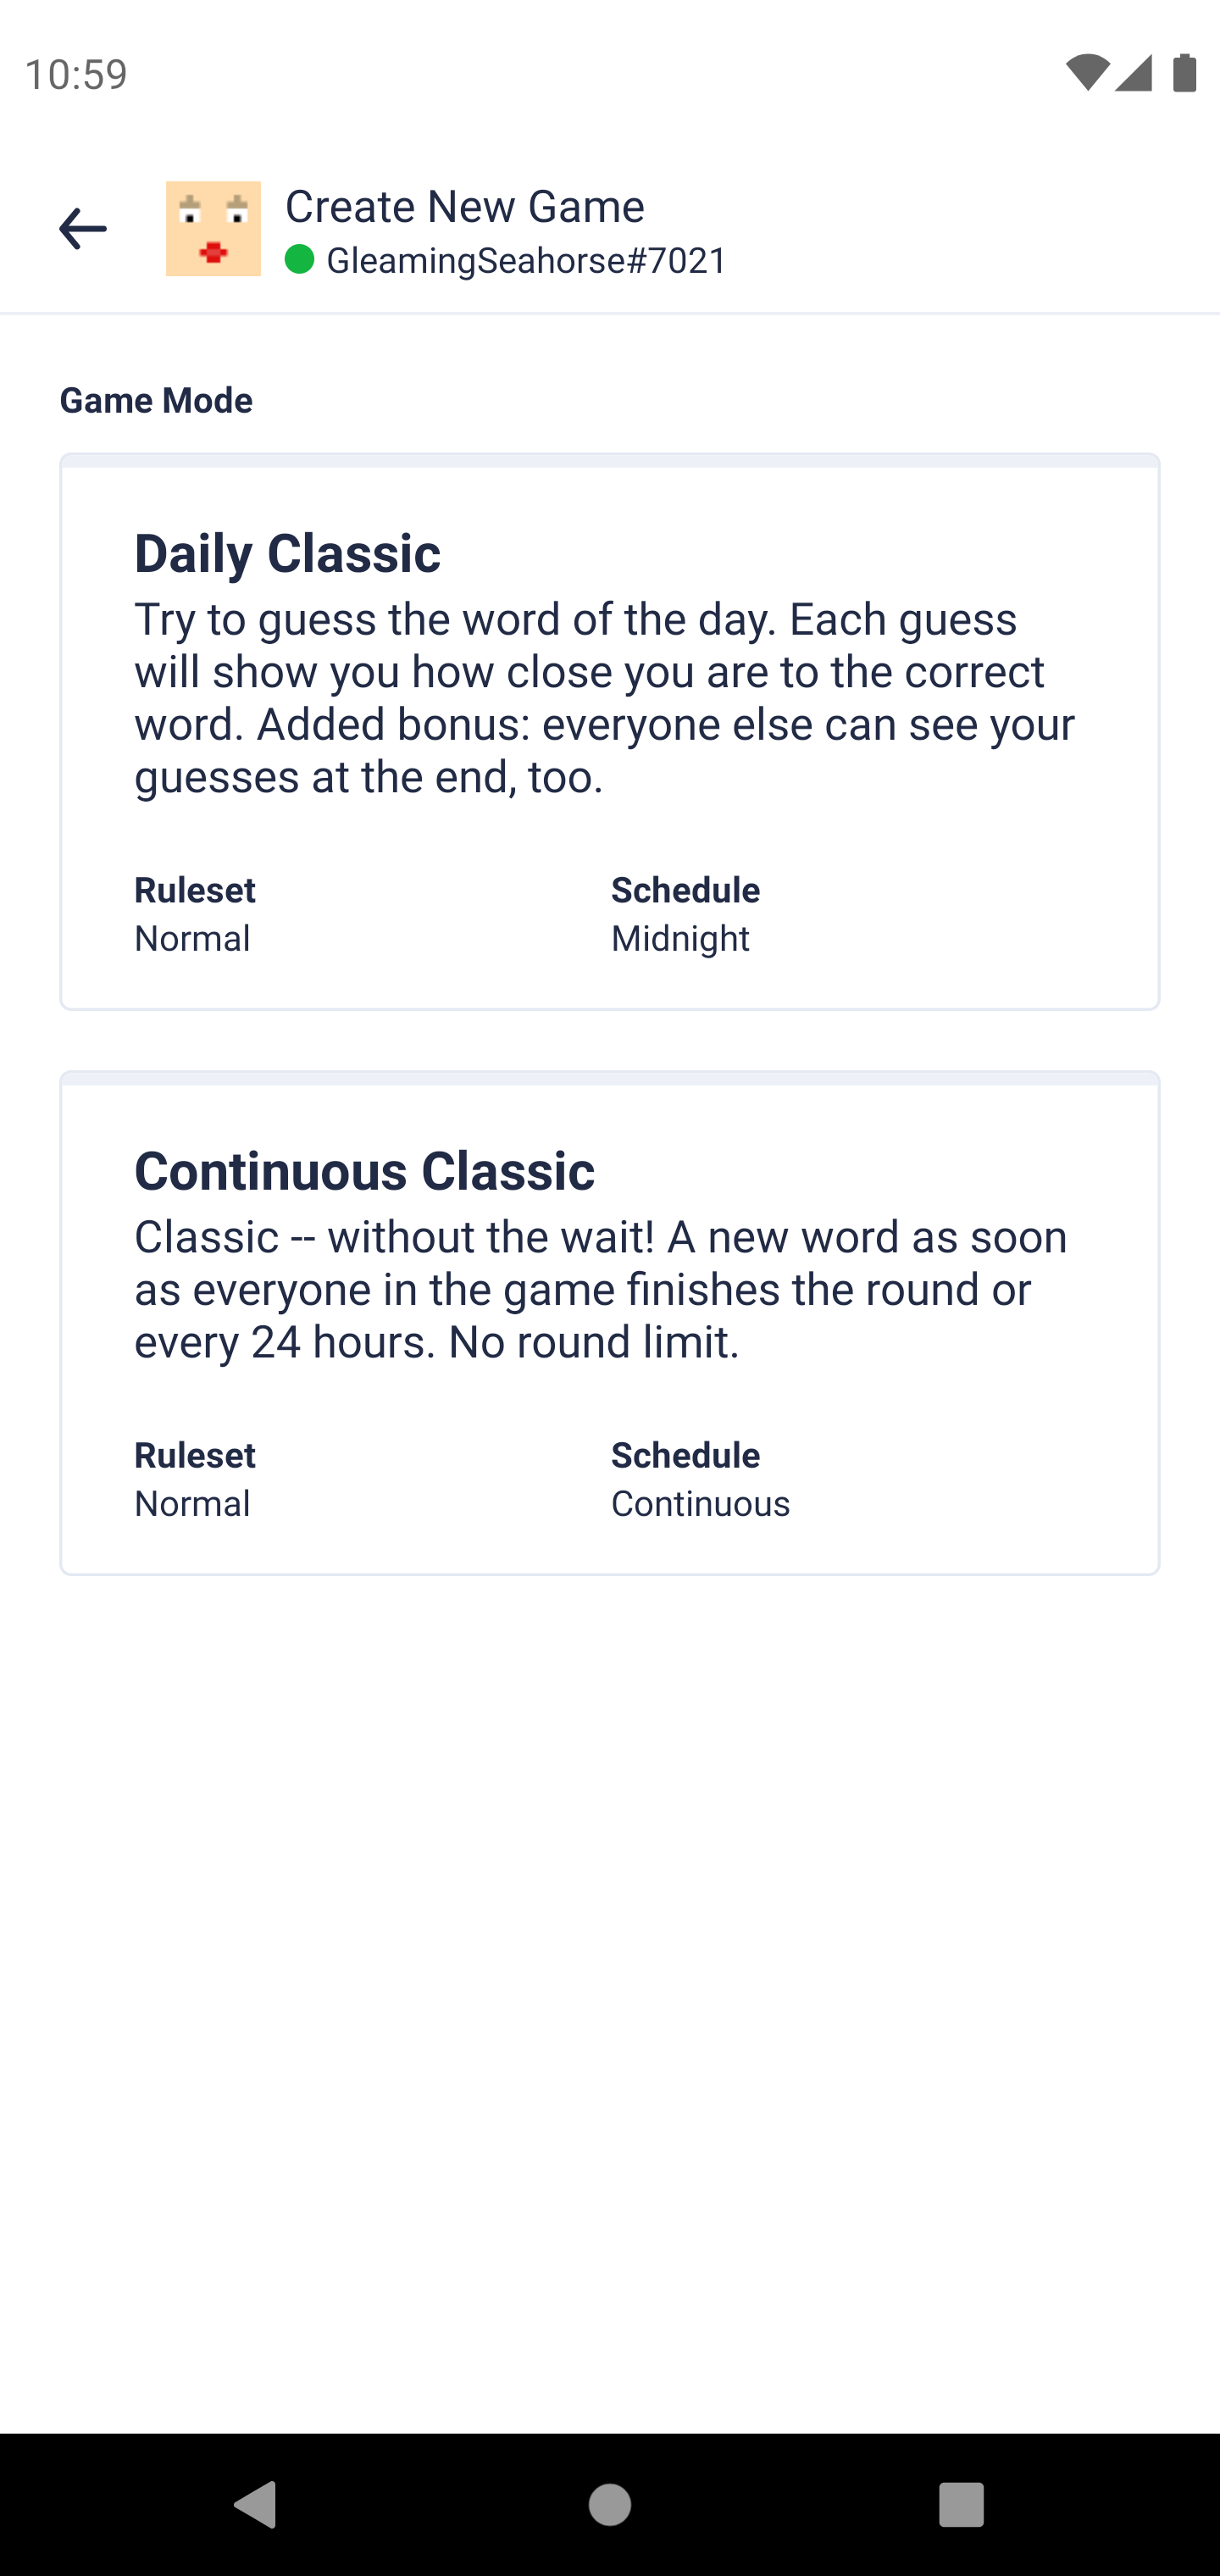 10:59
Create New Game
GleamingSeahorse#7021
Game Mode
Daily Classic
Try to guess the word of the day. Each guess
will show you how close you are to the correct
word. Added bonus: everyone else can see your
guesses at the end, too.
Ruleset
Schedule
Normal
Midnight
Continuous Classic
Classic -- without the wait! A new word as soon
as everyone in the game finishes the round or
every 24 hours. No round limit.
Ruleset
Schedule
Normal
Continuous